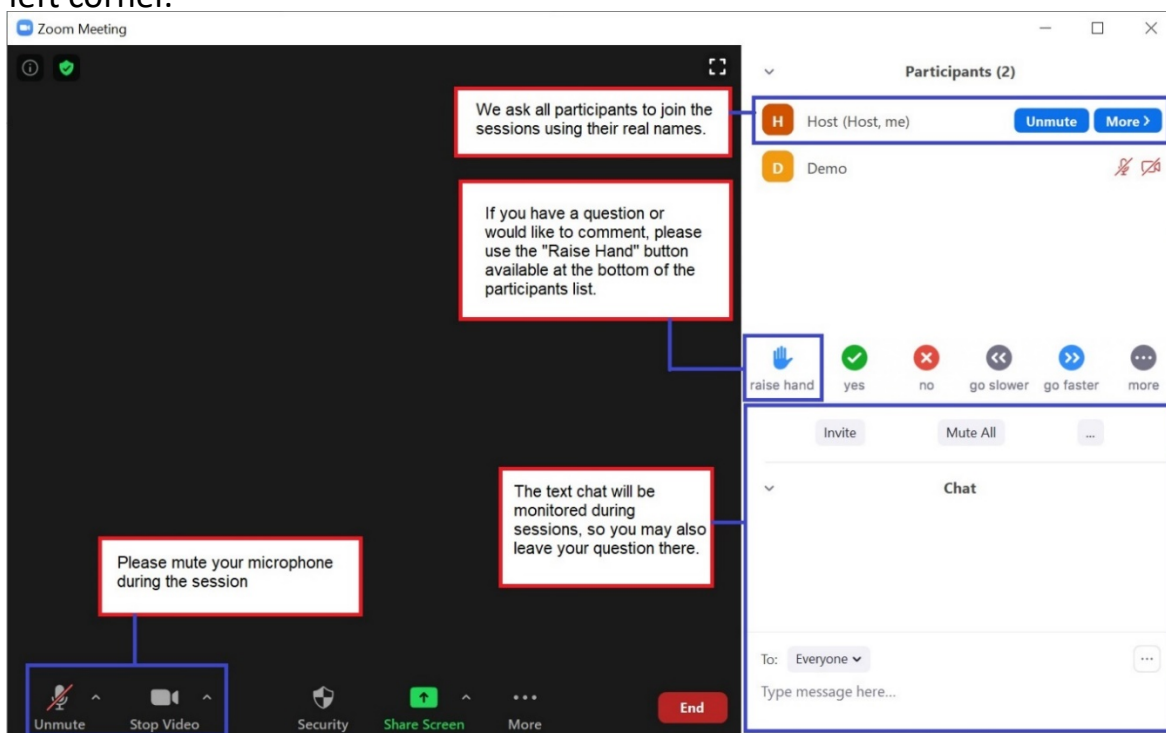 left corner.
Zoom Meeting
Participants (2)
We ask all participants to join the
sessions using their real names.
H Host (Host, me) Unmute More >
D Demo
If you have a question or
would like to comment, please
use the "Raise Hand" button
available at the bottom of the
participants list.
raise hand yes no go slower go faster more
Invite Mute All ...
Chat
The text chat will be
monitored during
sessions, so you may also
leave your question there.
Please mute your microphone
during the session
To: Everyone
Type message here...
Unmute Stop Video Security Share Screen More End